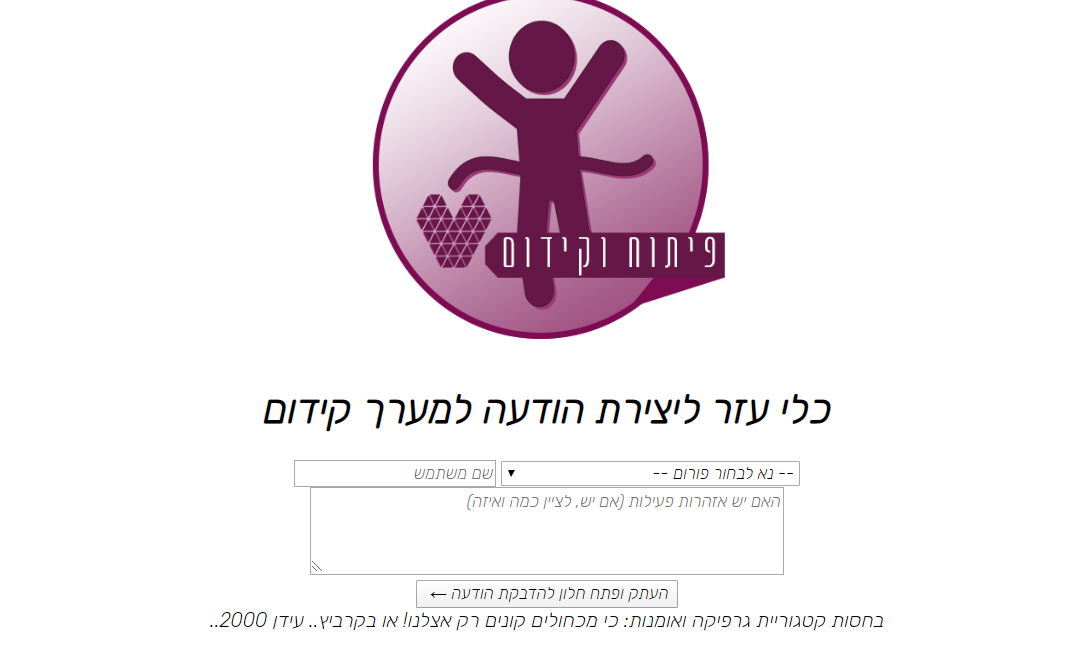 פיתוח וקידום
כלי עזר ליצירת הודעה למערך קידום
-- נא לבחור פורום --
שם משתמש
האם יש אזהרות פעילות (אם יש, לציין כמה ואיזה)
העתק ופתח חלון להדבקת הודעה ←
בחסות קטגוריית גרפיקה ואומנות: כי מכחולים קונים רק אצלנו! או בקרביץ.. עידן 2000..